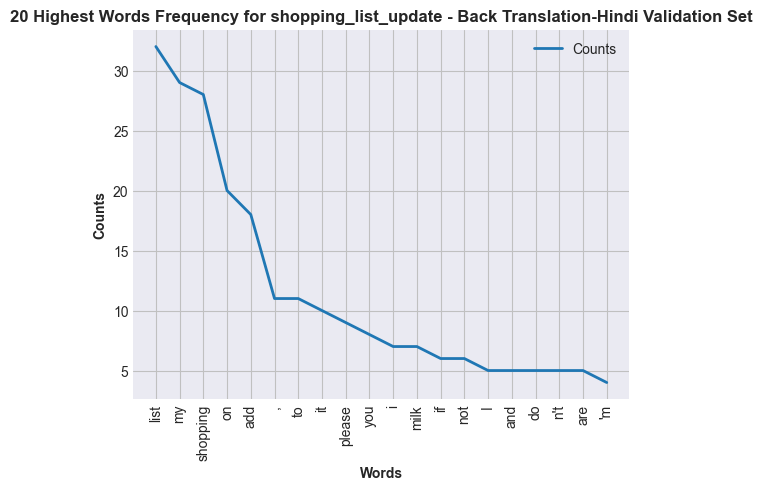 20 Highest Words Frequency for shopping_list_update - Back Translation-Hindi Validation Set
Counts
30
25
20
15
10
5
Counts
list
my
shopping
on
add
,
to
it
please
you
i
milk
if
not
I
and
do
n't
are
'm
Words